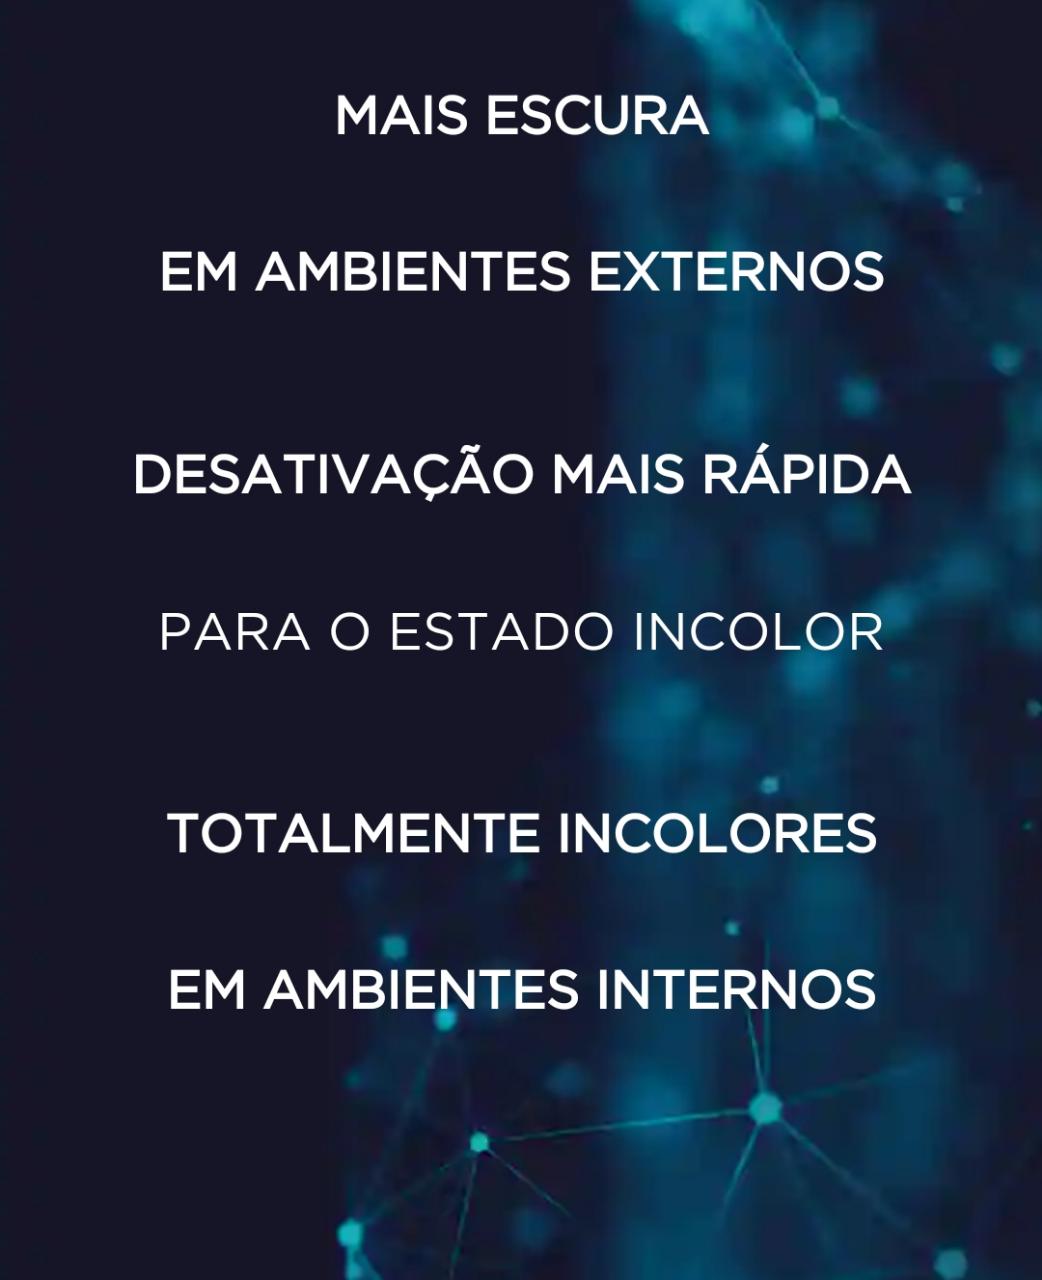 MAIS ESCURA
EM AMBIENTES EXTERNOS
DESATIVAÇÃO MAIS RÁPIDA
PARA O ESTADO INCOLOR
TOTALMENTE INCOLORES
EM AMBIENTES INTERNOS